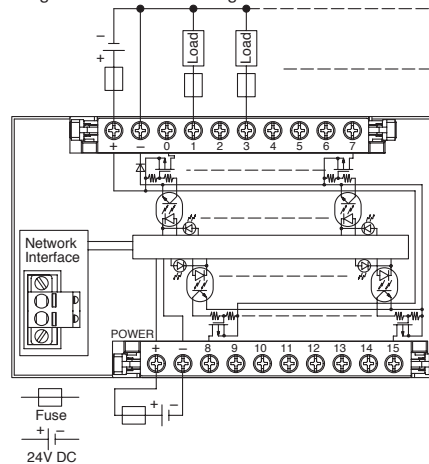 Load
Load
+ − 0 1 2 3 4 5 6 7
Network
Interface
POWER
+ − 8 9 10 11 12 13 14 15
Fuse
+ −
24V DC
− +
+ −